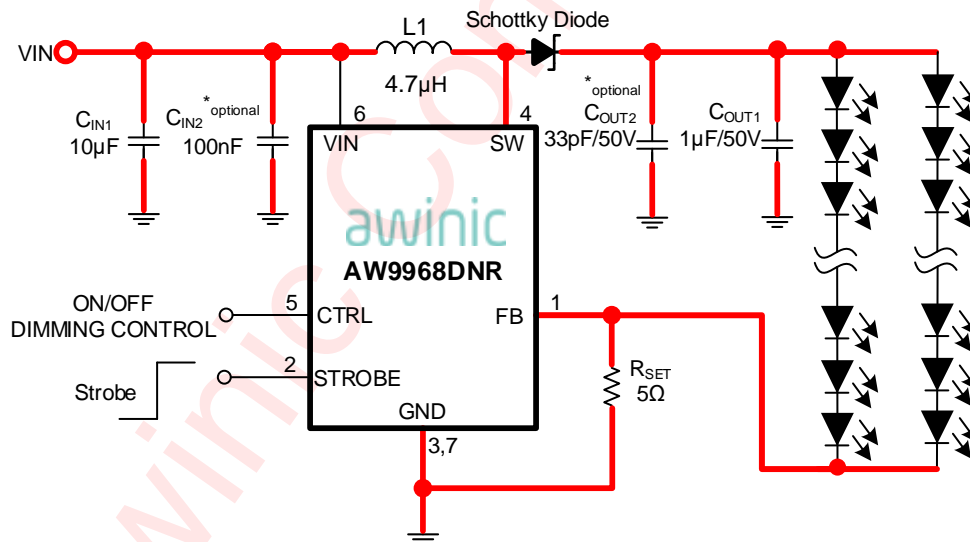 Schottky Diode
L1
VIN
4.7µH
*optional
*optional
CIN1
10µF
CIN2
100nF
6
4
COUT2
33pF/50V
COUT1
1µF/50V
VIN
SW
awinic
AW9968DNR
ON/OFF
DIMMING CONTROL
5
CTRL
FB
1
Strobe
2
STROBE
RSET
5Ω
GND
3,7